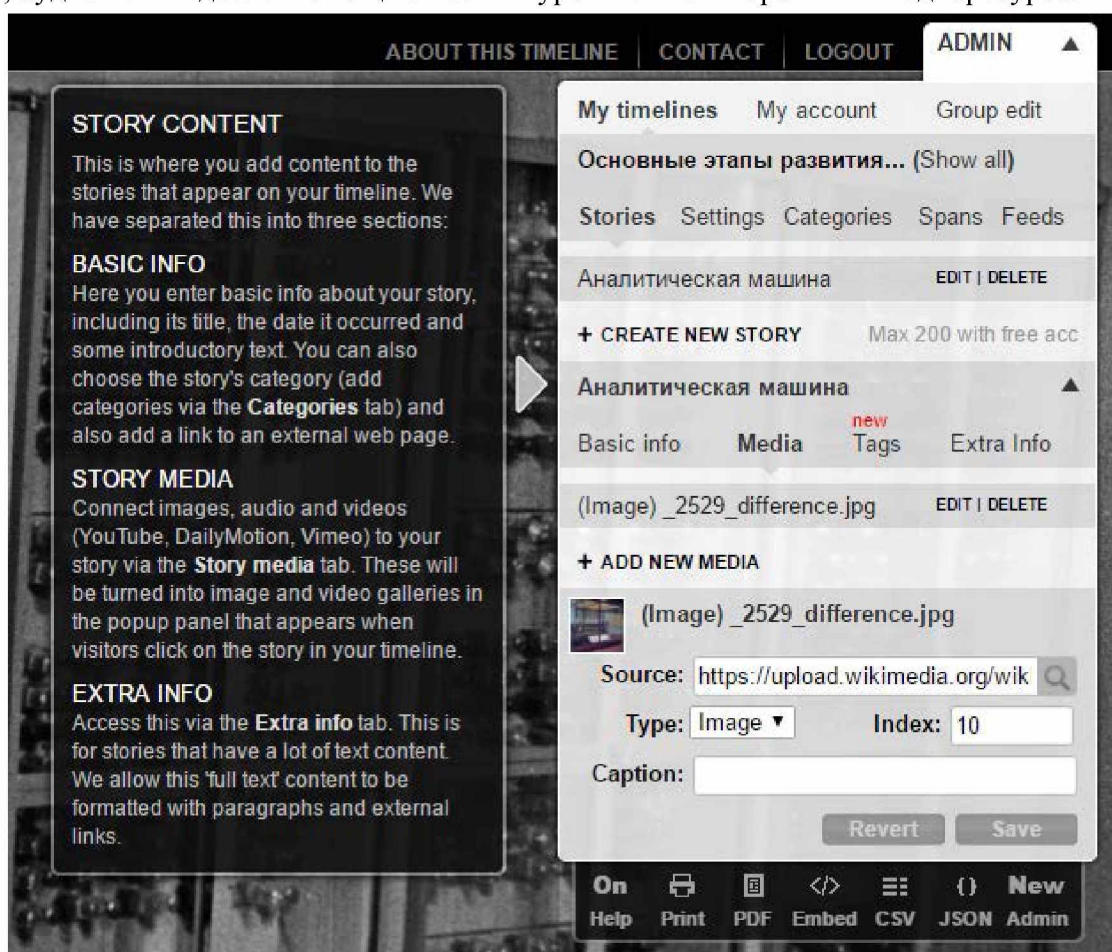 ABOUT THIS TIMELINE CONTACT LOGOUT ADMIN ▲
STORY CONTENT
This is where you add content to the
stories that appear on your timeline. We
have separated this into three sections:
BASIC INFO
Here you enter basic info about your story,
including its title, the date it occurred and
some introductory text. You can also
choose the story's category (add
categories via the Categories tab) and
also add a link to an external web page.
STORY MEDIA
Connect images, audio and videos
(YouTube, DailyMotion, Vimeo) to your
story via the Story media tab. These will
be turned into image and video galleries in
the popup panel that appears when
visitors click on the story in your timeline.
EXTRA INFO
Access this via the Extra info tab. This is
for stories that have a lot of text content.
We allow this 'full text' content to be
formatted with paragraphs and external
links.
My timelines My account Group edit
Основные этапы развития... (Show all)
Stories Settings Categories Spans Feeds
Аналитическая машина EDIT | DELETE
+ CREATE NEW STORY Max 200 with free acc
Аналитическая машина ▲
new
Basic info Media Tags Extra Info
(Image) _2529_difference.jpg EDIT | DELETE
+ ADD NEW MEDIA
(Image) _2529_difference.jpg
Source: https://upload.wikimedia.org/wik
Type: Image ▼ Index: 10
Caption:
Revert Save
On </> {} New
Help Print PDF Embed CSV JSON Admin